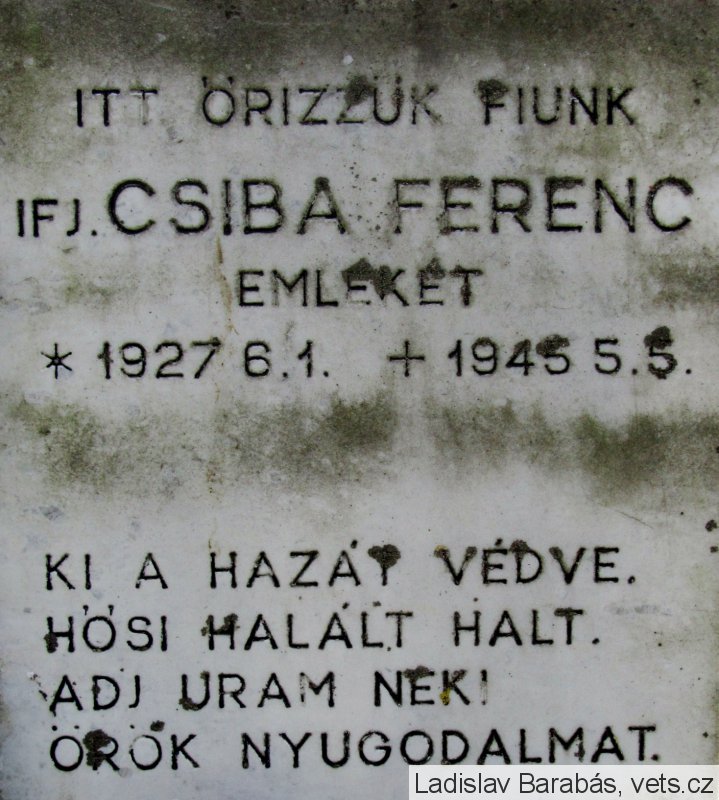 ITT ŐRIZZÜK FIUNK
IFJ. CSIBA FERENC
EMLÉKÉT
* 1927 6.1. + 1945 5.5.
KI A HAZÁT VÉDVE.
HŐSI HALÁLT HALT.
ADJ URAM NEKI
ÖRÖK NYUGODALMAT.
Ladislav Barabás, vets.cz